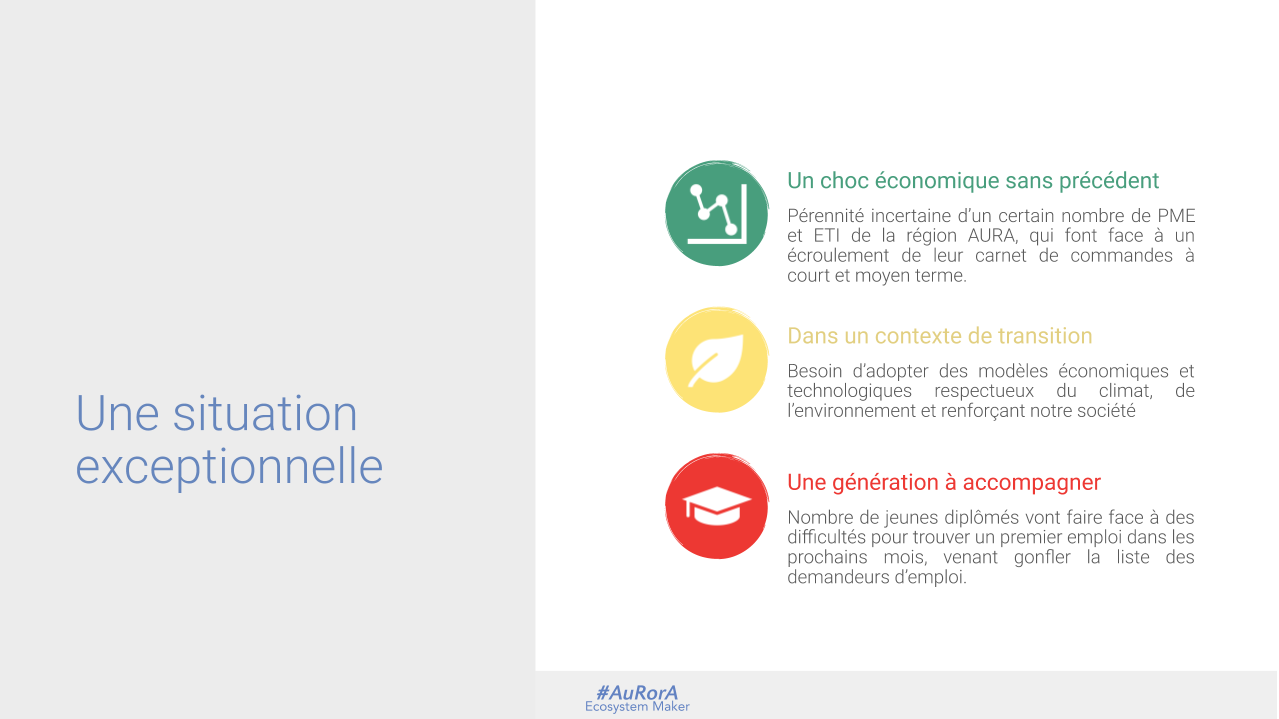 Une situation
exceptionnelle
Un choc économique sans précédent
Pérennité incertaine d’un certain nombre de PME
et ETI de la région AURA, qui font face à un
écroulement de leur carnet de commandes à
court et moyen terme.
Dans un contexte de transition
Besoin d’adopter des modèles économiques et
technologiques respectueux du climat, de
l’environnement et renforçant notre société
Une génération à accompagner
Nombre de jeunes diplômés vont faire face à des
difficultés pour trouver un premier emploi dans les
prochains mois, venant gonfler la liste des
demandeurs d’emploi.
#AuRorA
Ecosystem Maker